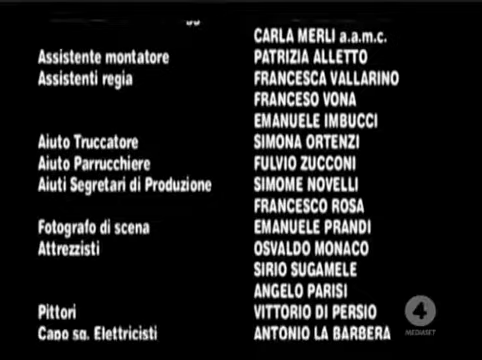 CARLA MERLI a.a.m.c.
Assistente montatore PATRIZIA ALLETTO
Assistenti regia FRANCESCA VALLARINO
FRANCESO VONA
EMANUELE IMBUCCI
Aiuto Truccatore SIMONA ORTENZI
Aiuto Parrucchiere FULVIO ZUCCONI
Aiuti Segretari di Produzione SIMOME NOVELLI
FRANCESCO ROSA
Fotografo di scena EMANUELE PRANDI
Attrezzisti OSVALDO MONACO
SIRIO SUGAMELE
ANGELO PARISI
Pittori VITTORIO DI PERSIO
Capo sq. Elettricisti ANTONIO LA BARBERA
4
MEDIASET